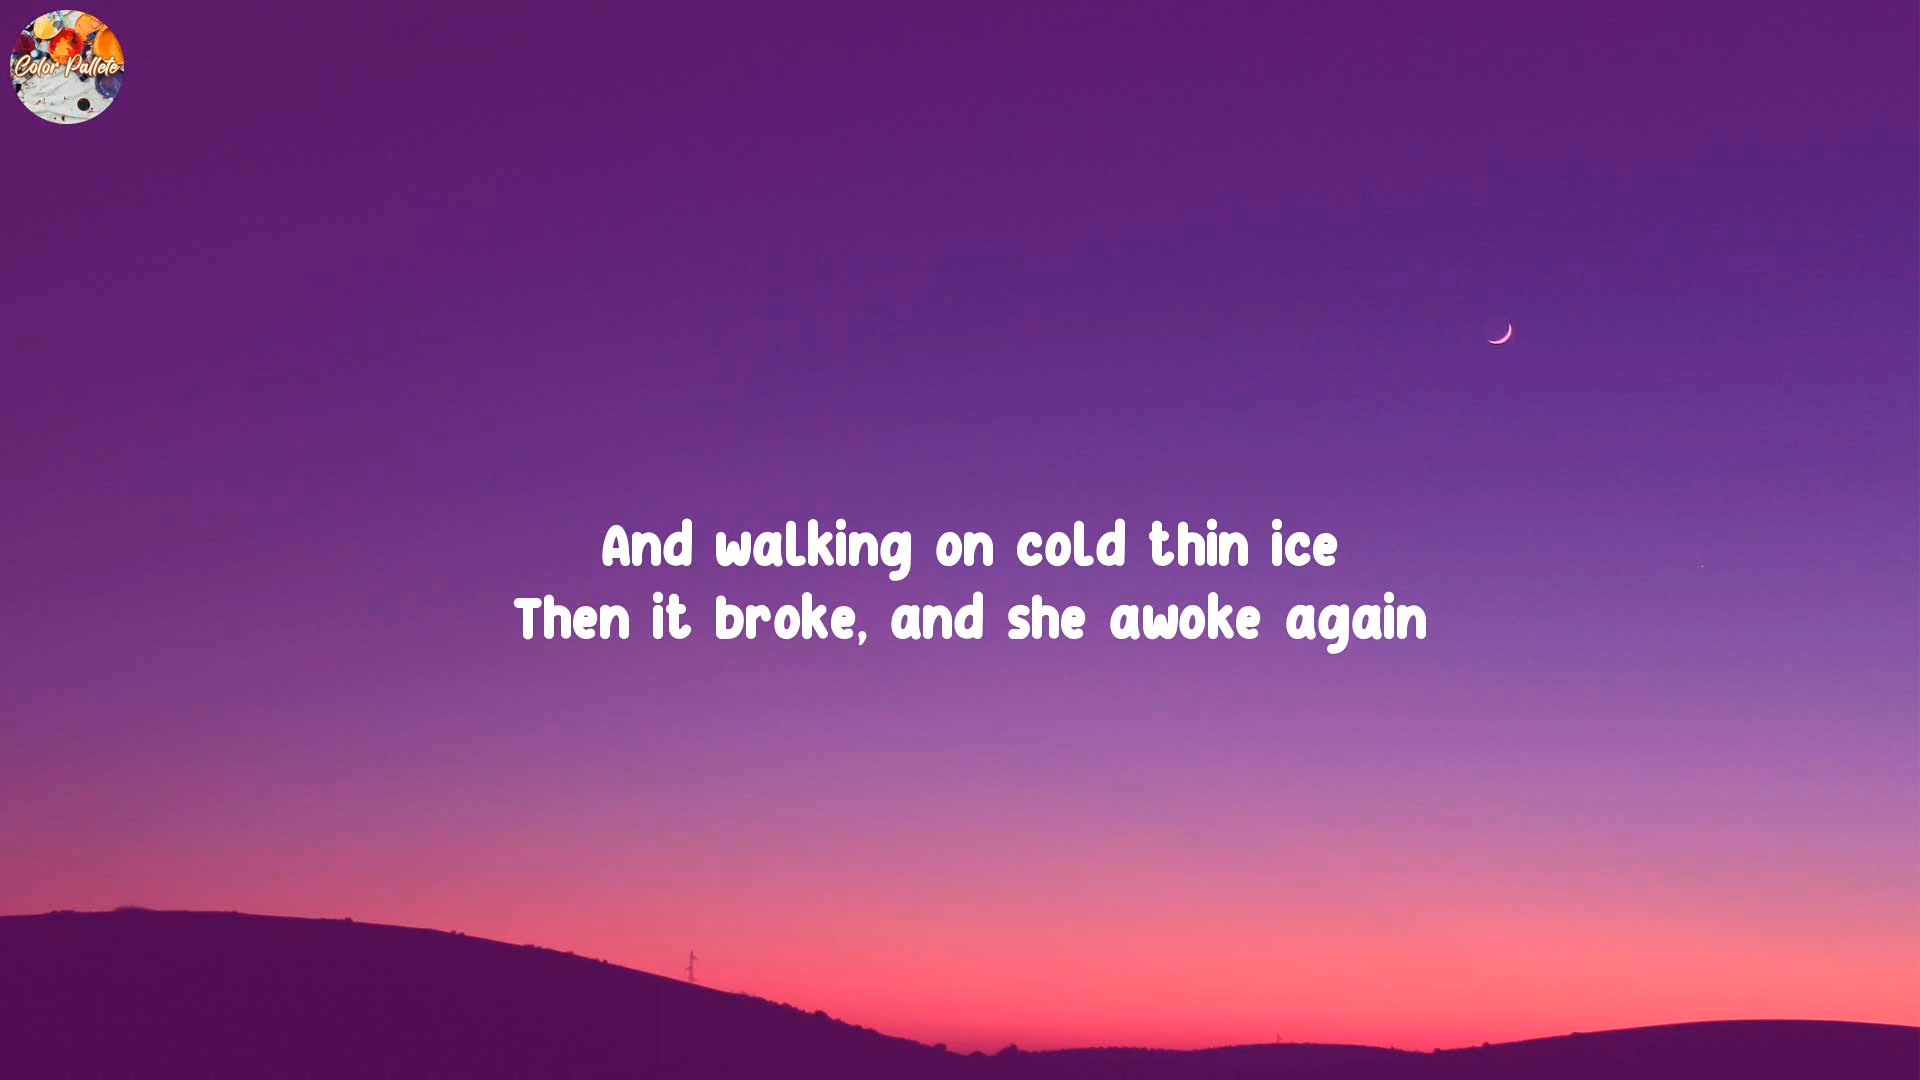 Color Pallete
And walking on cold thin ice
Then it broke, and she awoke again